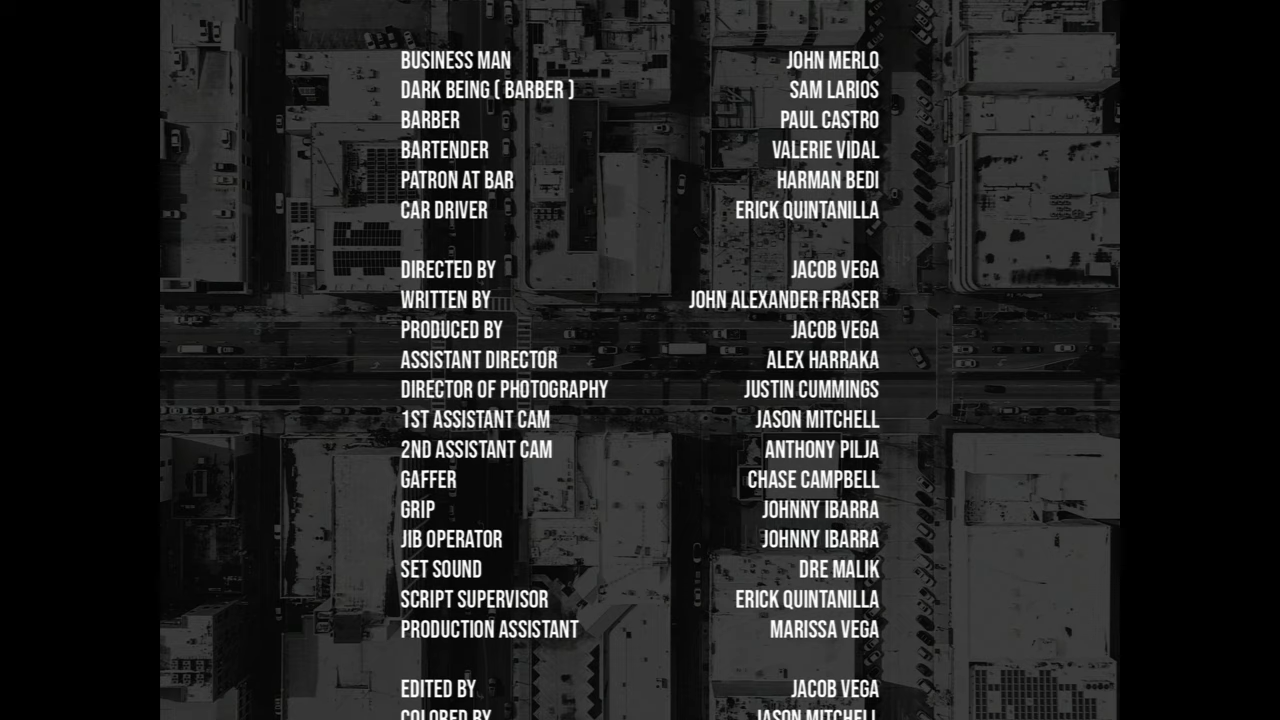 BUSINESS MAN JOHN MERLO
DARK BEING ( BARBER ) SAM LARIOS
BARBER PAUL CASTRO
BARTENDER VALERIE VIDAL
PATRON AT BAR HARMAN BEDI
CAR DRIVER ERICK QUINTANILLA
DIRECTED BY JACOB VEGA
WRITTEN BY JOHN ALEXANDER FRASER
PRODUCED BY JACOB VEGA
ASSISTANT DIRECTOR ALEX HARRAKA
DIRECTOR OF PHOTOGRAPHY JUSTIN CUMMINGS
1ST ASSISTANT CAM JASON MITCHELL
2ND ASSISTANT CAM ANTHONY PILJA
GAFFER CHASE CAMPBELL
GRIP JOHNNY IBARRA
JIB OPERATOR JOHNNY IBARRA
SET SOUND DRE MALIK
SCRIPT SUPERVISOR ERICK QUINTANILLA
PRODUCTION ASSISTANT MARISSA VEGA
EDITED BY JACOB VEGA
COLORED BY JASON MITCHELL